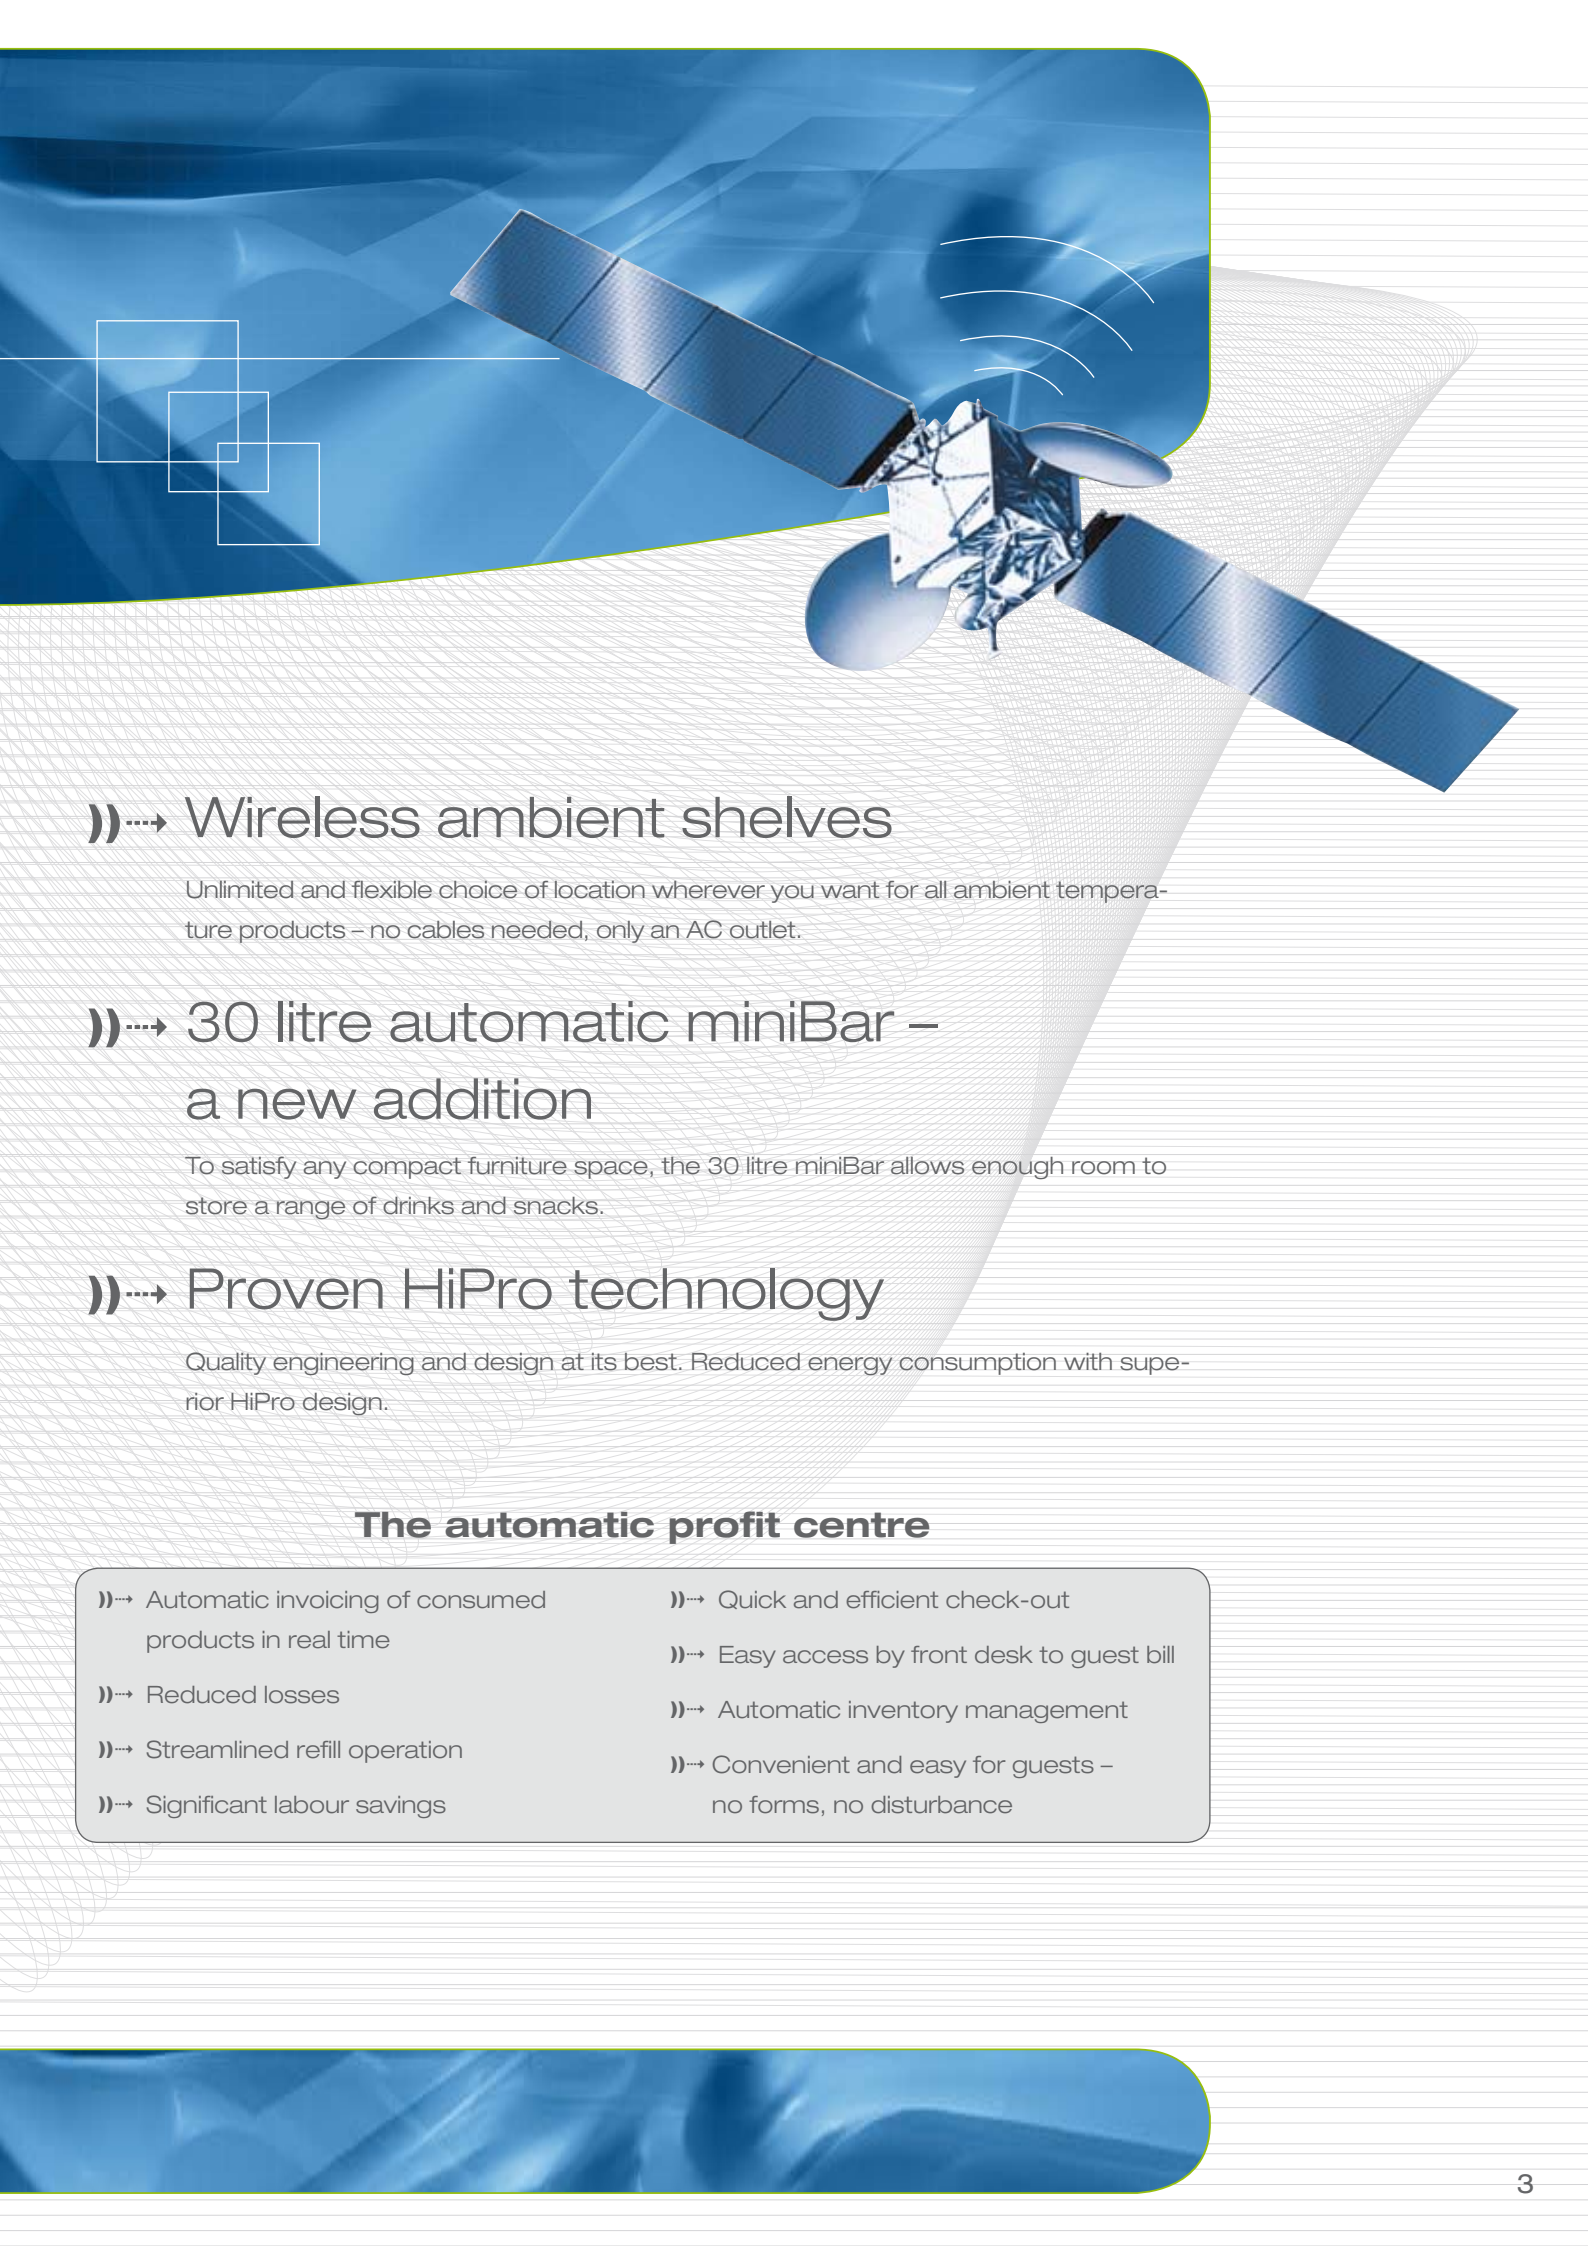 Wireless ambient shelves
Unlimited and flexible choice of location wherever you want for all ambient tempera-
ture products – no cables needed, only an AC outlet.
30 litre automatic miniBar –
a new addition
To satisfy any compact furniture space, the 30 litre miniBar allows enough room to
store a range of drinks and snacks.
Proven HiPro technology
Quality engineering and design at its best. Reduced energy consumption with supe-
rior HiPro design.
The automatic profit centre
Automatic invoicing of consumed
products in real time
Reduced losses
Streamlined refill operation
Significant labour savings
Quick and efficient check-out
Easy access by front desk to guest bill
Automatic inventory management
Convenient and easy for guests –
no forms, no disturbance
3